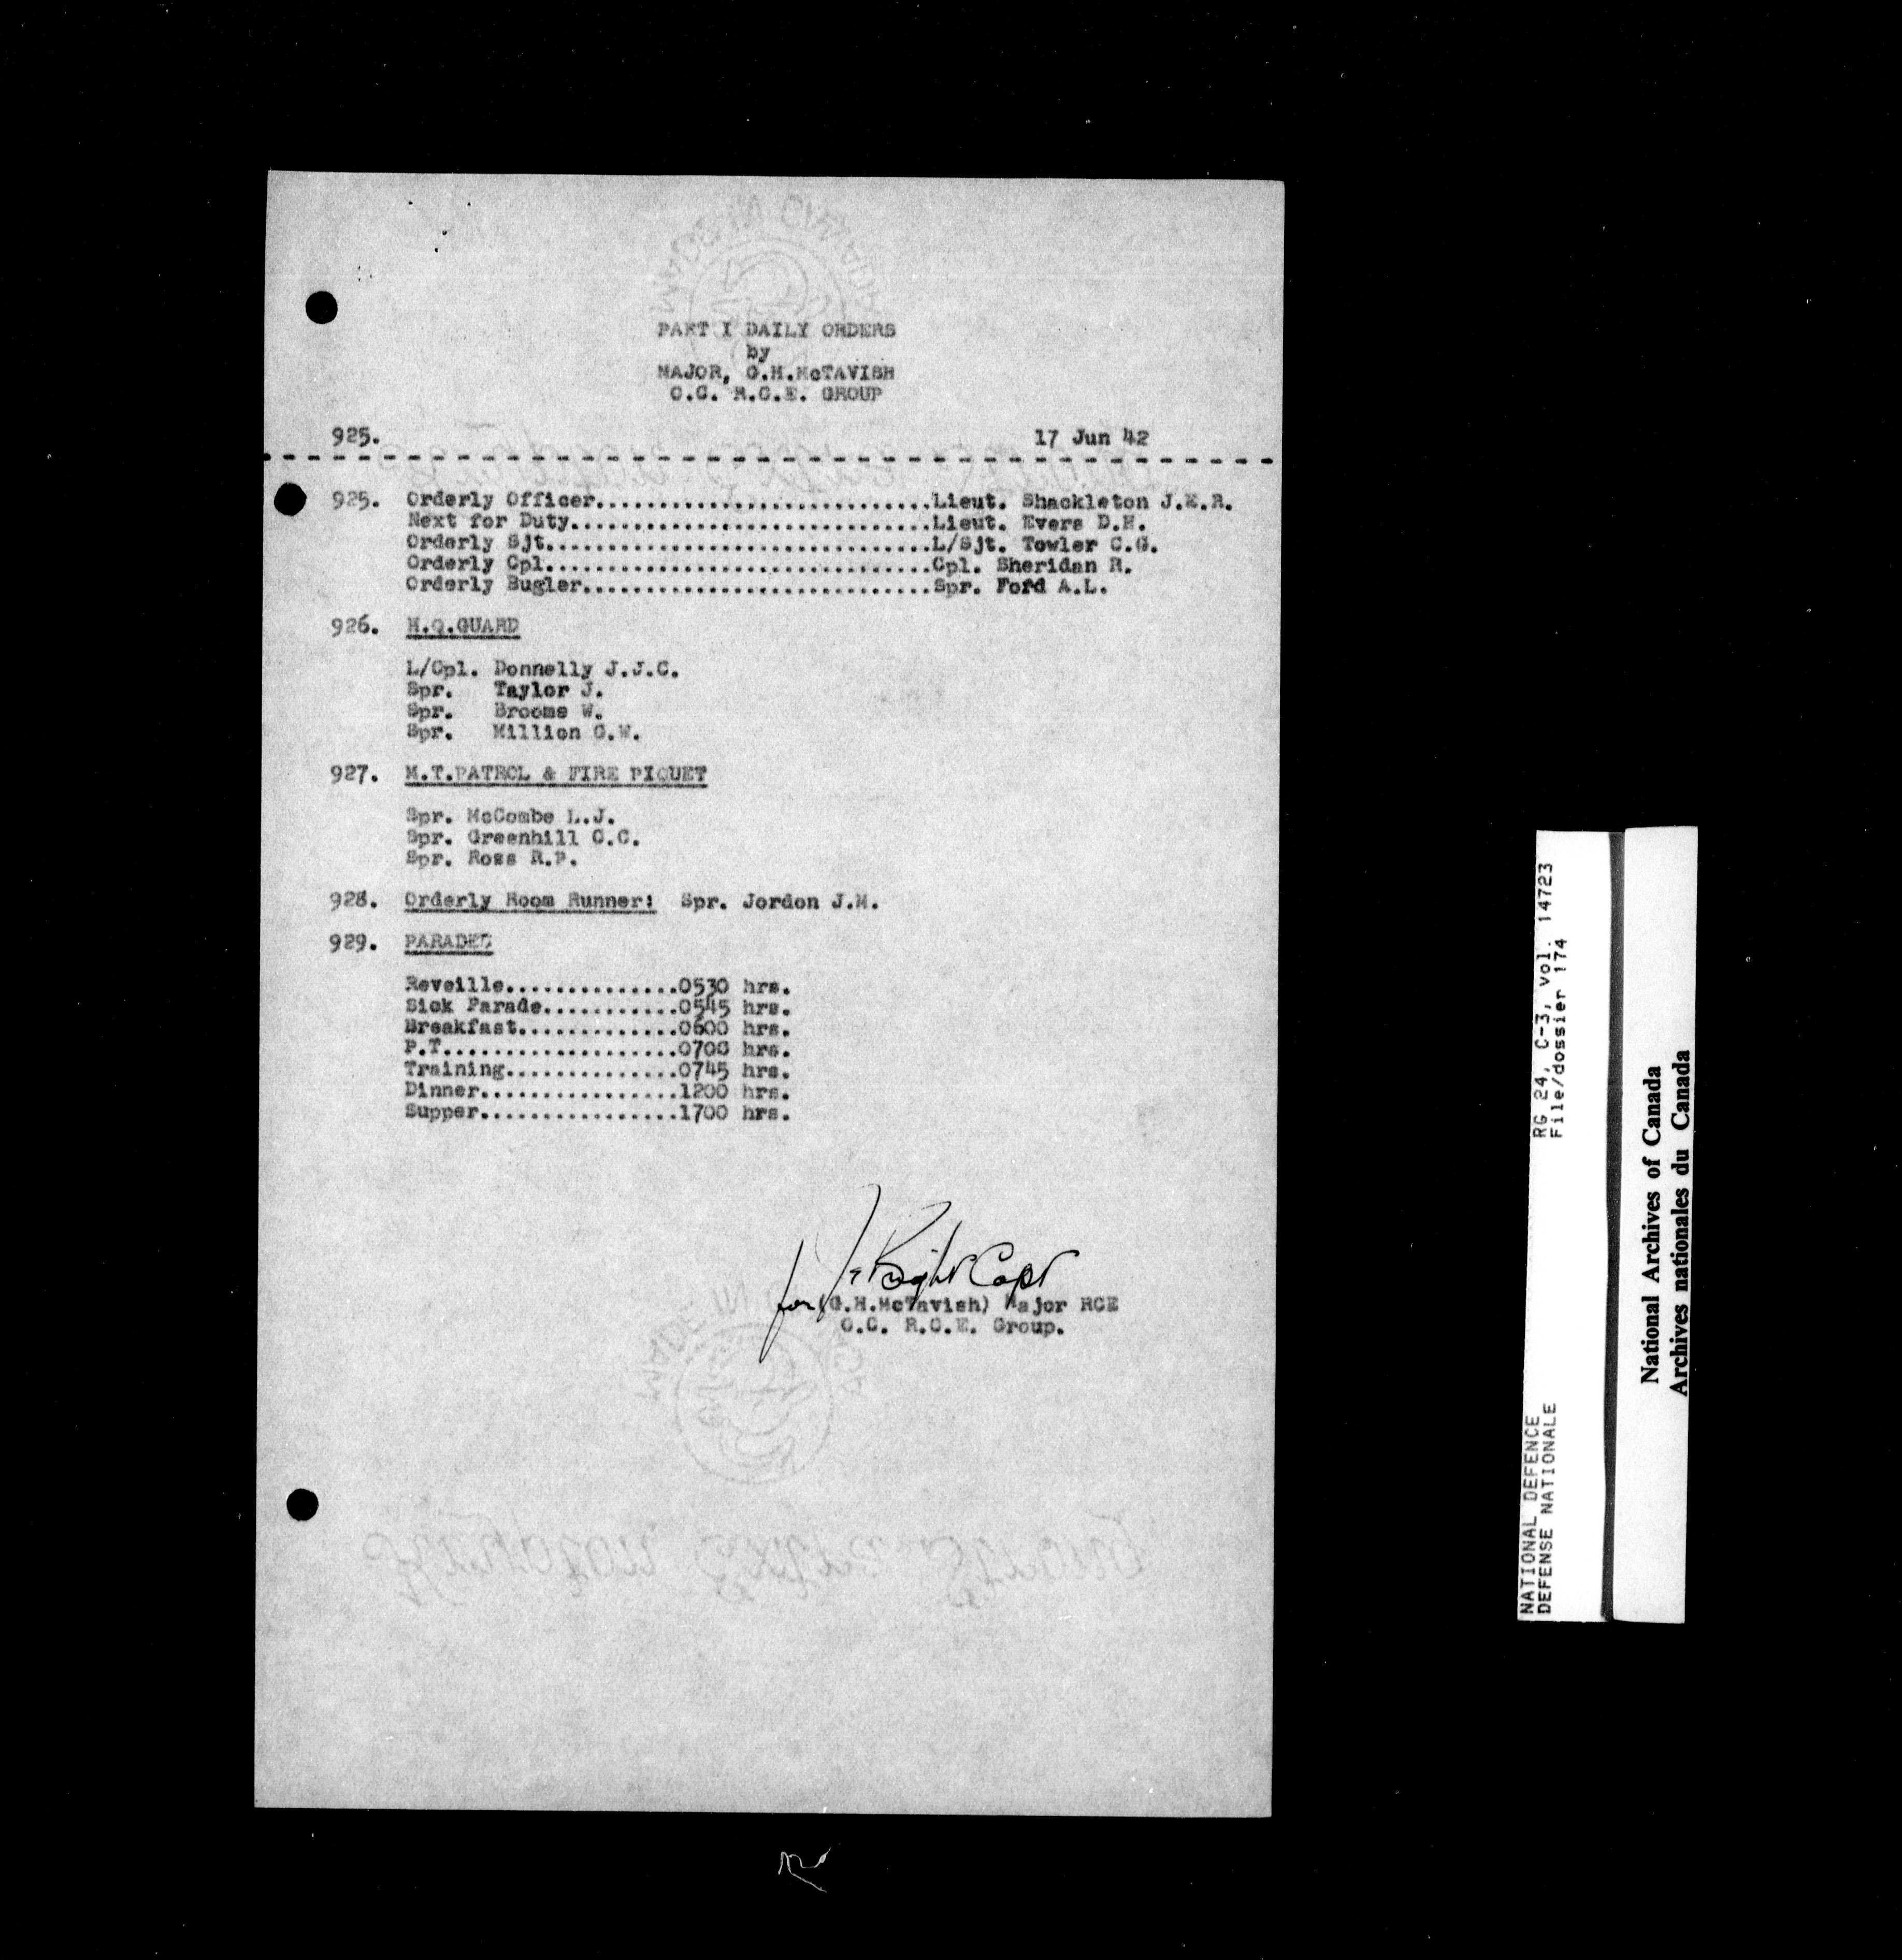 PART I DAILY ORDERS
by
MAJOR, G.H.McTAVISH
O.C. R.C.E. GROUP
925. 17 Jun 42
925. Orderly Officer...........................Lieut. Shackleton J.E.R.
Next for Duty.............................Lieut. Evers D.H.
Orderly Sjt...............................L/Sjt. Towler C.G.
Orderly Cpl...............................Cpl. Sheridan R.
Orderly Bugler............................Spr. Ford A.L.
926. H.Q.GUARD
L/Cpl. Donnelly J.J.C.
Spr. Taylor J.
Spr. Broome W.
Spr. Million G.W.
927. M.T.PATROL & FIRE PIQUET
Spr. McCombe L.J.
Spr. Greenhill C.C.
Spr. Ross R.P.
928. Orderly Room Runner: Spr. Jordon J.M.
929. PARADES
Reveille..............0530 hrs.
Sick Parade...........0545 hrs.
Breakfast.............0600 hrs.
P.T...................0700 hrs.
Training..............0745 hrs.
Dinner................1200 hrs.
Supper................1700 hrs.
for Capt
(G.H.McTavish) Major RCE
O.C. R.C.E. Group.
NATIONAL DEFENCE RG 24, C-3, vol. 14723
DEFENSE NATIONALE File/dossier 174
National Archives of Canada
Archives nationales du Canada